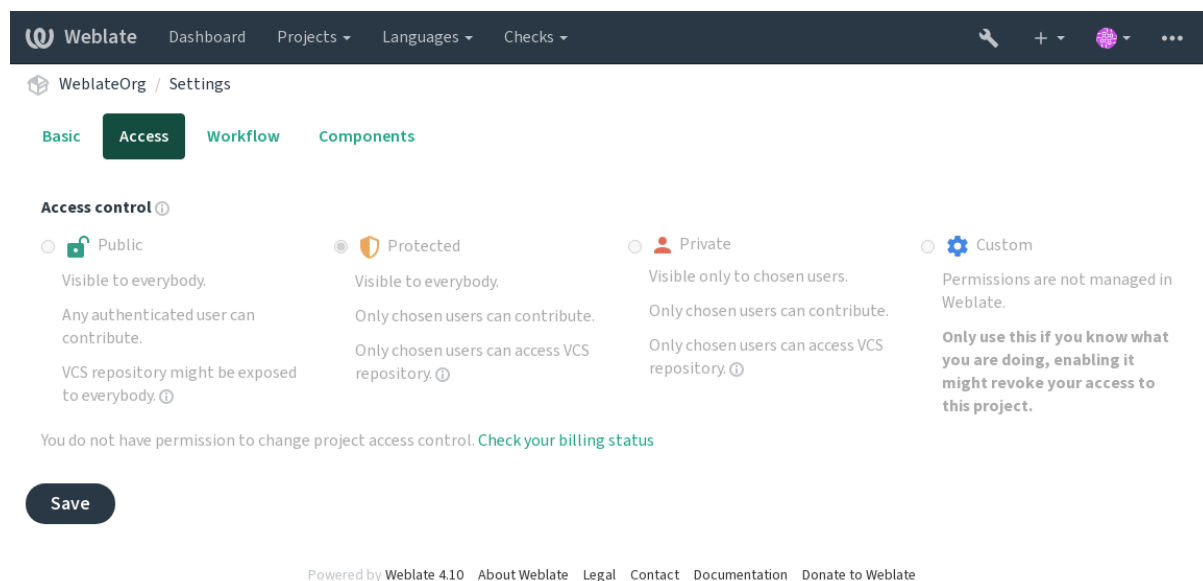 Weblate Dashboard Projects Languages Checks
WeblateOrg / Settings
Basic Access Workflow Components
Access control
Public
Visible to everybody.
Any authenticated user can
contribute.
VCS repository might be exposed
to everybody.
Protected
Visible to everybody.
Only chosen users can contribute.
Only chosen users can access VCS
repository.
Private
Visible only to chosen users.
Only chosen users can contribute.
Only chosen users can access VCS
repository.
Custom
Permissions are not managed in
Weblate.
Only use this if you know what
you are doing, enabling it
might revoke your access to
this project.
You do not have permission to change project access control. Check your billing status
Save
Powered by Weblate 4.10 About Weblate Legal Contact Documentation Donate to Weblate